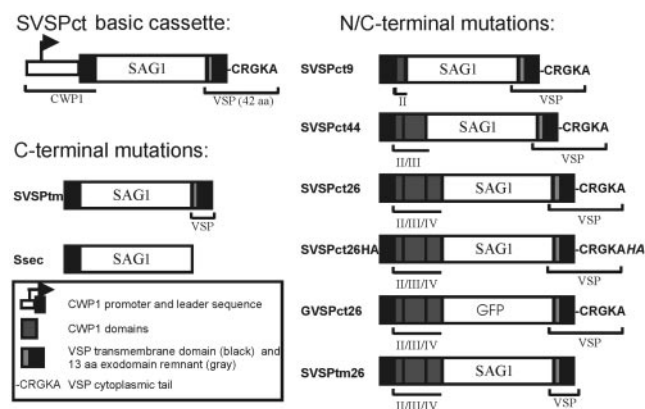 SVSPct basic cassette:
SAG1
-CRGKA
CWP1
VSP (42 aa)
C-terminal mutations:
SVSPtm
SAG1
VSP
Ssec
SAG1
CWP1 promoter and leader sequence
CWP1 domains
VSP transmembrane domain (black) and
13 aa exodomain remnant (gray)
-CRGKA VSP cytoplasmic tail
N/C-terminal mutations:
SVSPct9
SAG1
-CRGKA
II
VSP
SVSPct44
SAG1
-CRGKA
II/III
VSP
SVSPct26
SAG1
-CRGKA
II/III/IV
VSP
SVSPct26HA
SAG1
-CRGKAHA
II/III/IV
VSP
GVSPct26
GFP
-CRGKA
II/III/IV
VSP
SVSPtm26
SAG1
II/III/IV
VSP